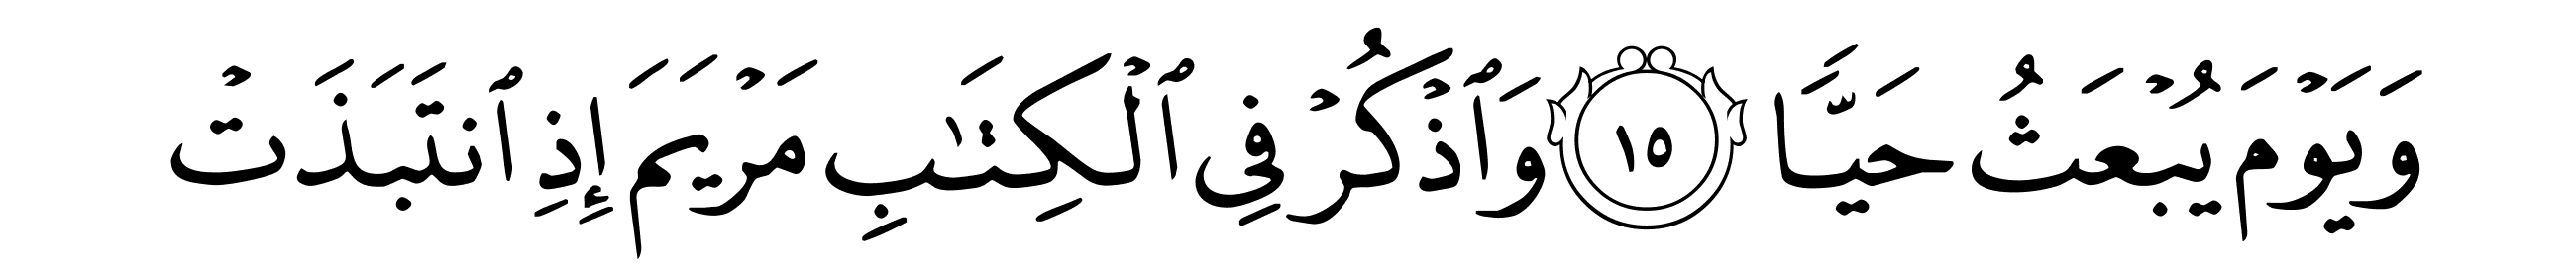 وَيَوْمَ يُبْعَثُ حَيًّا ١٥ وَٱذْكُرْ فِى ٱلْكِتَـٰبِ مَرْيَمَ إِذِ ٱنتَبَذَتْ